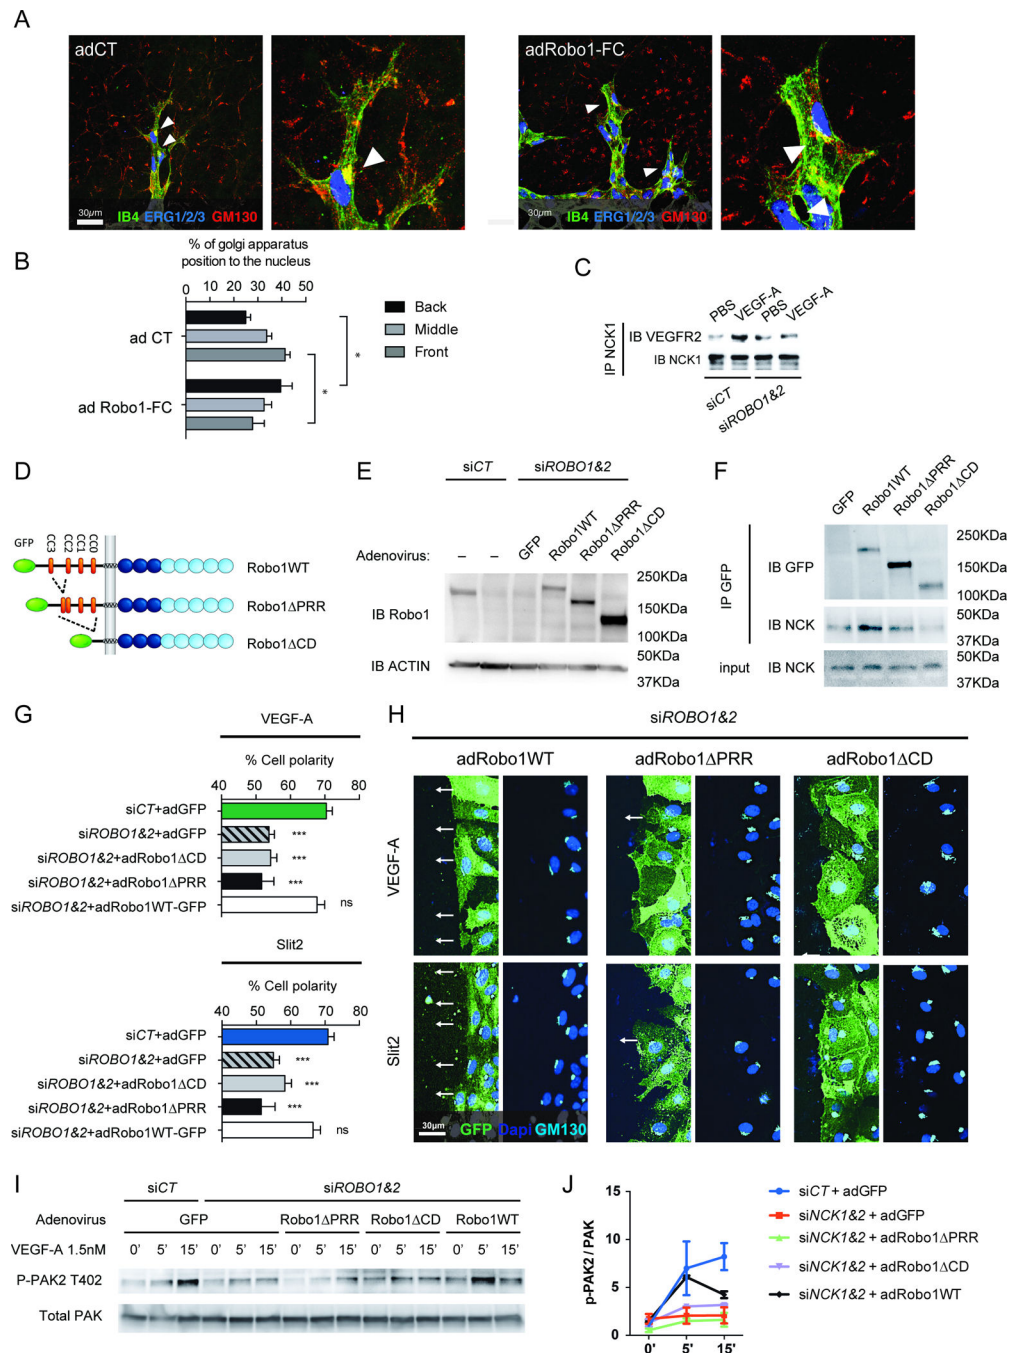 A
adCT
30µm
IB4 ERG1/2/3 GM130
adRobo1-FC
30µm
IB4 ERG1/2/3 GM130
B
% of golgi apparatus
position to the nucleus
0 10 20 30 40 50
ad CT
ad Robo1-FC
Back
Middle
Front
*
*
C
PBS VEGF-A PBS VEGF-A
IP NCK1
IB VEGFR2
IB NCK1
siCT
siROBO1&2
D
GFP CC3 CC2 CC1 CC0
Robo1WT
Robo1ΔPRR
Robo1ΔCD
E
siCT siROBO1&2
Adenovirus: – – GFP Robo1WT Robo1ΔPRR Robo1ΔCD
IB Robo1
250KDa
150KDa
100KDa
IB ACTIN
50KDa
37KDa
F
GFP Robo1WT Robo1ΔPRR Robo1ΔCD
IP GFP
IB GFP
250KDa
150KDa
100KDa
IB NCK
50KDa
37KDa
input IB NCK
50KDa
37KDa
G
VEGF-A
% Cell polarity
40 50 60 70 80
siCT+adGFP
siROBO1&2+adGFP ***
siROBO1&2+adRobo1ΔCD ***
siROBO1&2+adRobo1ΔPRR ***
siROBO1&2+adRobo1WT-GFP ns
Slit2
% Cell polarity
40 50 60 70 80
siCT+adGFP
siROBO1&2+adGFP ***
siROBO1&2+adRobo1ΔCD ***
siROBO1&2+adRobo1ΔPRR ***
siROBO1&2+adRobo1WT-GFP ns
H
siROBO1&2
adRobo1WT adRobo1ΔPRR adRobo1ΔCD
VEGF-A
Slit2
30µm
GFP Dapi GM130
I
siCT siROBO1&2
Adenovirus GFP Robo1ΔPRR Robo1ΔCD Robo1WT
VEGF-A 1.5nM 0' 5' 15' 0' 5' 15' 0' 5' 15' 0' 5' 15' 0' 5' 15'
P-PAK2 T402
Total PAK
J
p-PAK2 / PAK
15
10
5
0
0' 5' 15'
siCT + adGFP
siNCK1&2 + adGFP
siNCK1&2 + adRobo1ΔPRR
siNCK1&2 + adRobo1ΔCD
siNCK1&2 + adRobo1WT